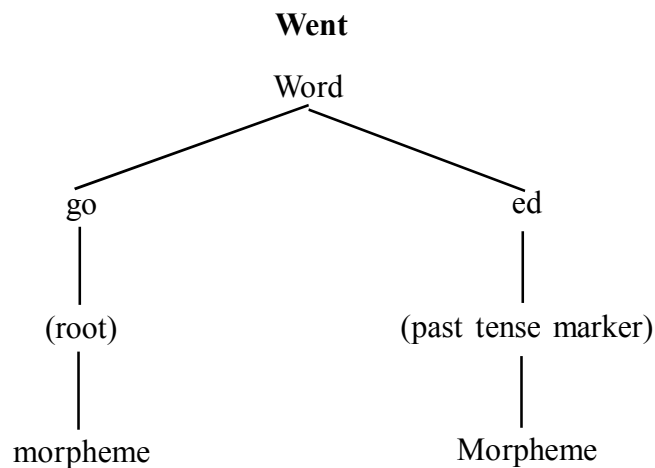 Went
Word
go ed
(root) (past tense marker)
morpheme Morpheme